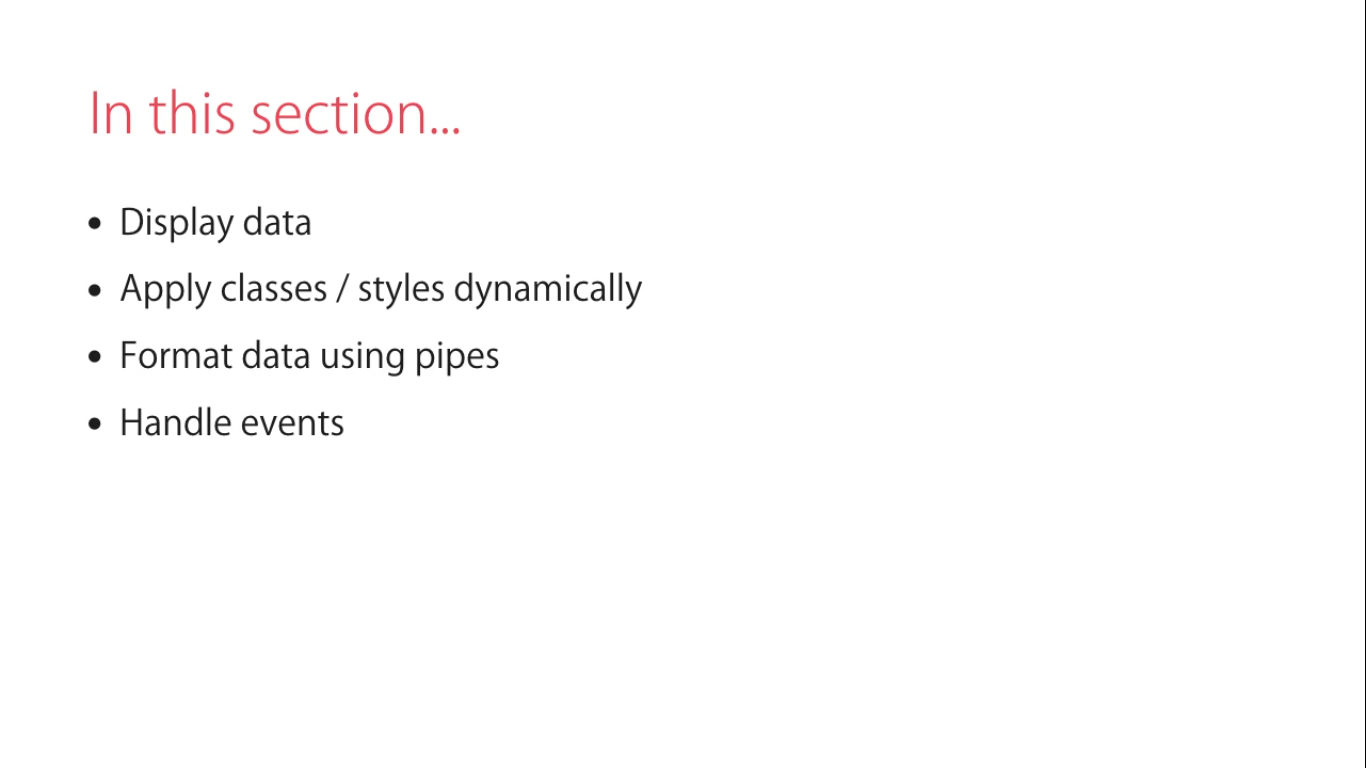 In this section...
• Display data
• Apply classes / styles dynamically
• Format data using pipes
• Handle events